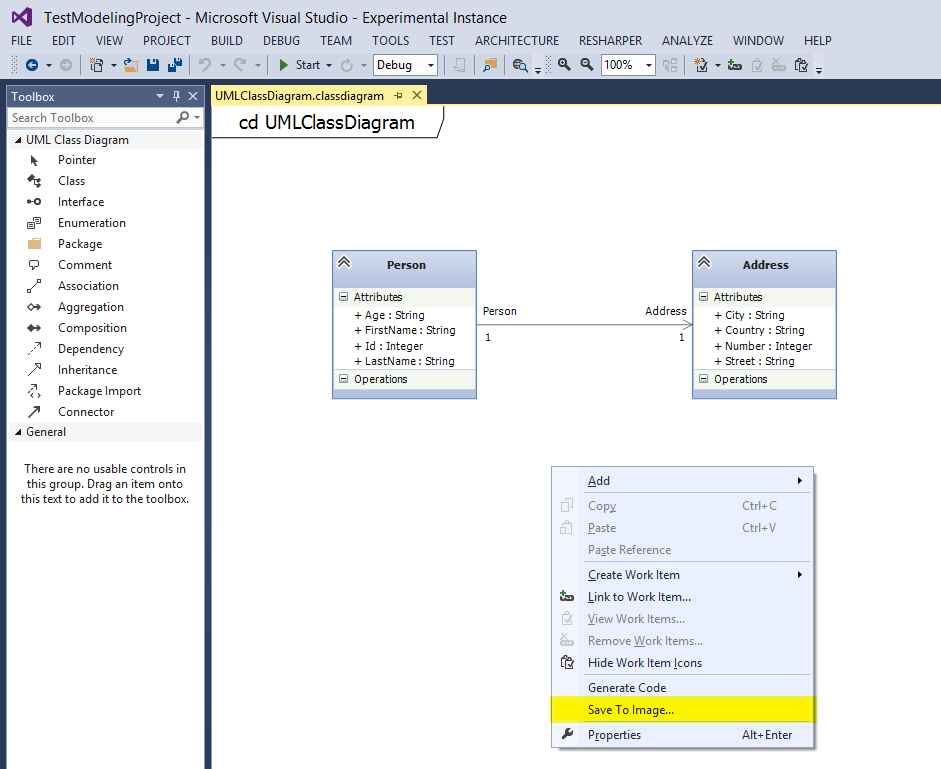 TestModelingProject - Microsoft Visual Studio - Experimental Instance
FILE EDIT VIEW PROJECT BUILD DEBUG TEAM TOOLS TEST ARCHITECTURE RESHARPER ANALYZE WINDOW HELP
Start Debug 100%
Toolbox
Search Toolbox
UML Class Diagram
Pointer
Class
Interface
Enumeration
Package
Comment
Association
Aggregation
Composition
Dependency
Inheritance
Package Import
Connector
General
There are no usable controls in
this group. Drag an item onto
this text to add it to the toolbox.
UMLClassDiagram.classdiagram
cd UMLClassDiagram
Person
Attributes
+ Age : String
+ FirstName : String
+ Id : Integer
+ LastName : String
Operations
Person Address
1 1
Address
Attributes
+ City : String
+ Country : String
+ Number : Integer
+ Street : String
Operations
Add
Copy Ctrl+C
Paste Ctrl+V
Paste Reference
Create Work Item
Link to Work Item...
View Work Items...
Remove Work Items...
Hide Work Item Icons
Generate Code
Save To Image...
Properties Alt+Enter